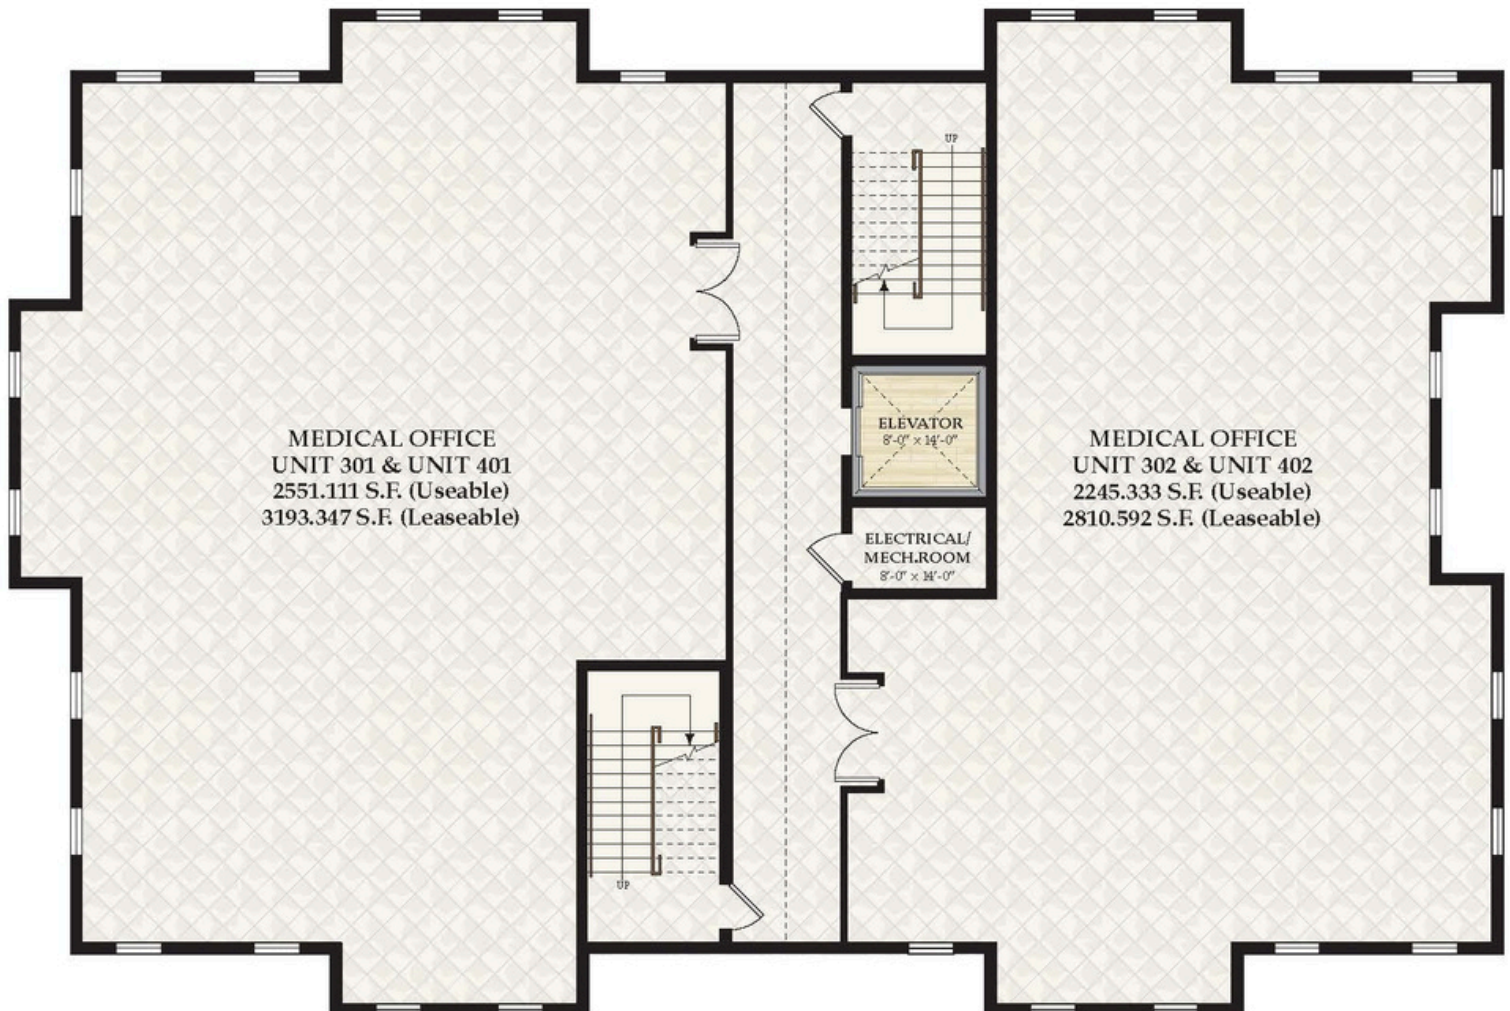 UP
MEDICAL OFFICE
UNIT 301 & UNIT 401
2551.111 S.F. (Useable)
3193.347 S.F. (Leaseable)
ELEVATOR
8'-0" x 14'-0"
MEDICAL OFFICE
UNIT 302 & UNIT 402
2245.333 S.F. (Useable)
2810.592 S.F. (Leaseable)
ELECTRICAL/
MECH.ROOM
8'-0" x 14'-0"
UP